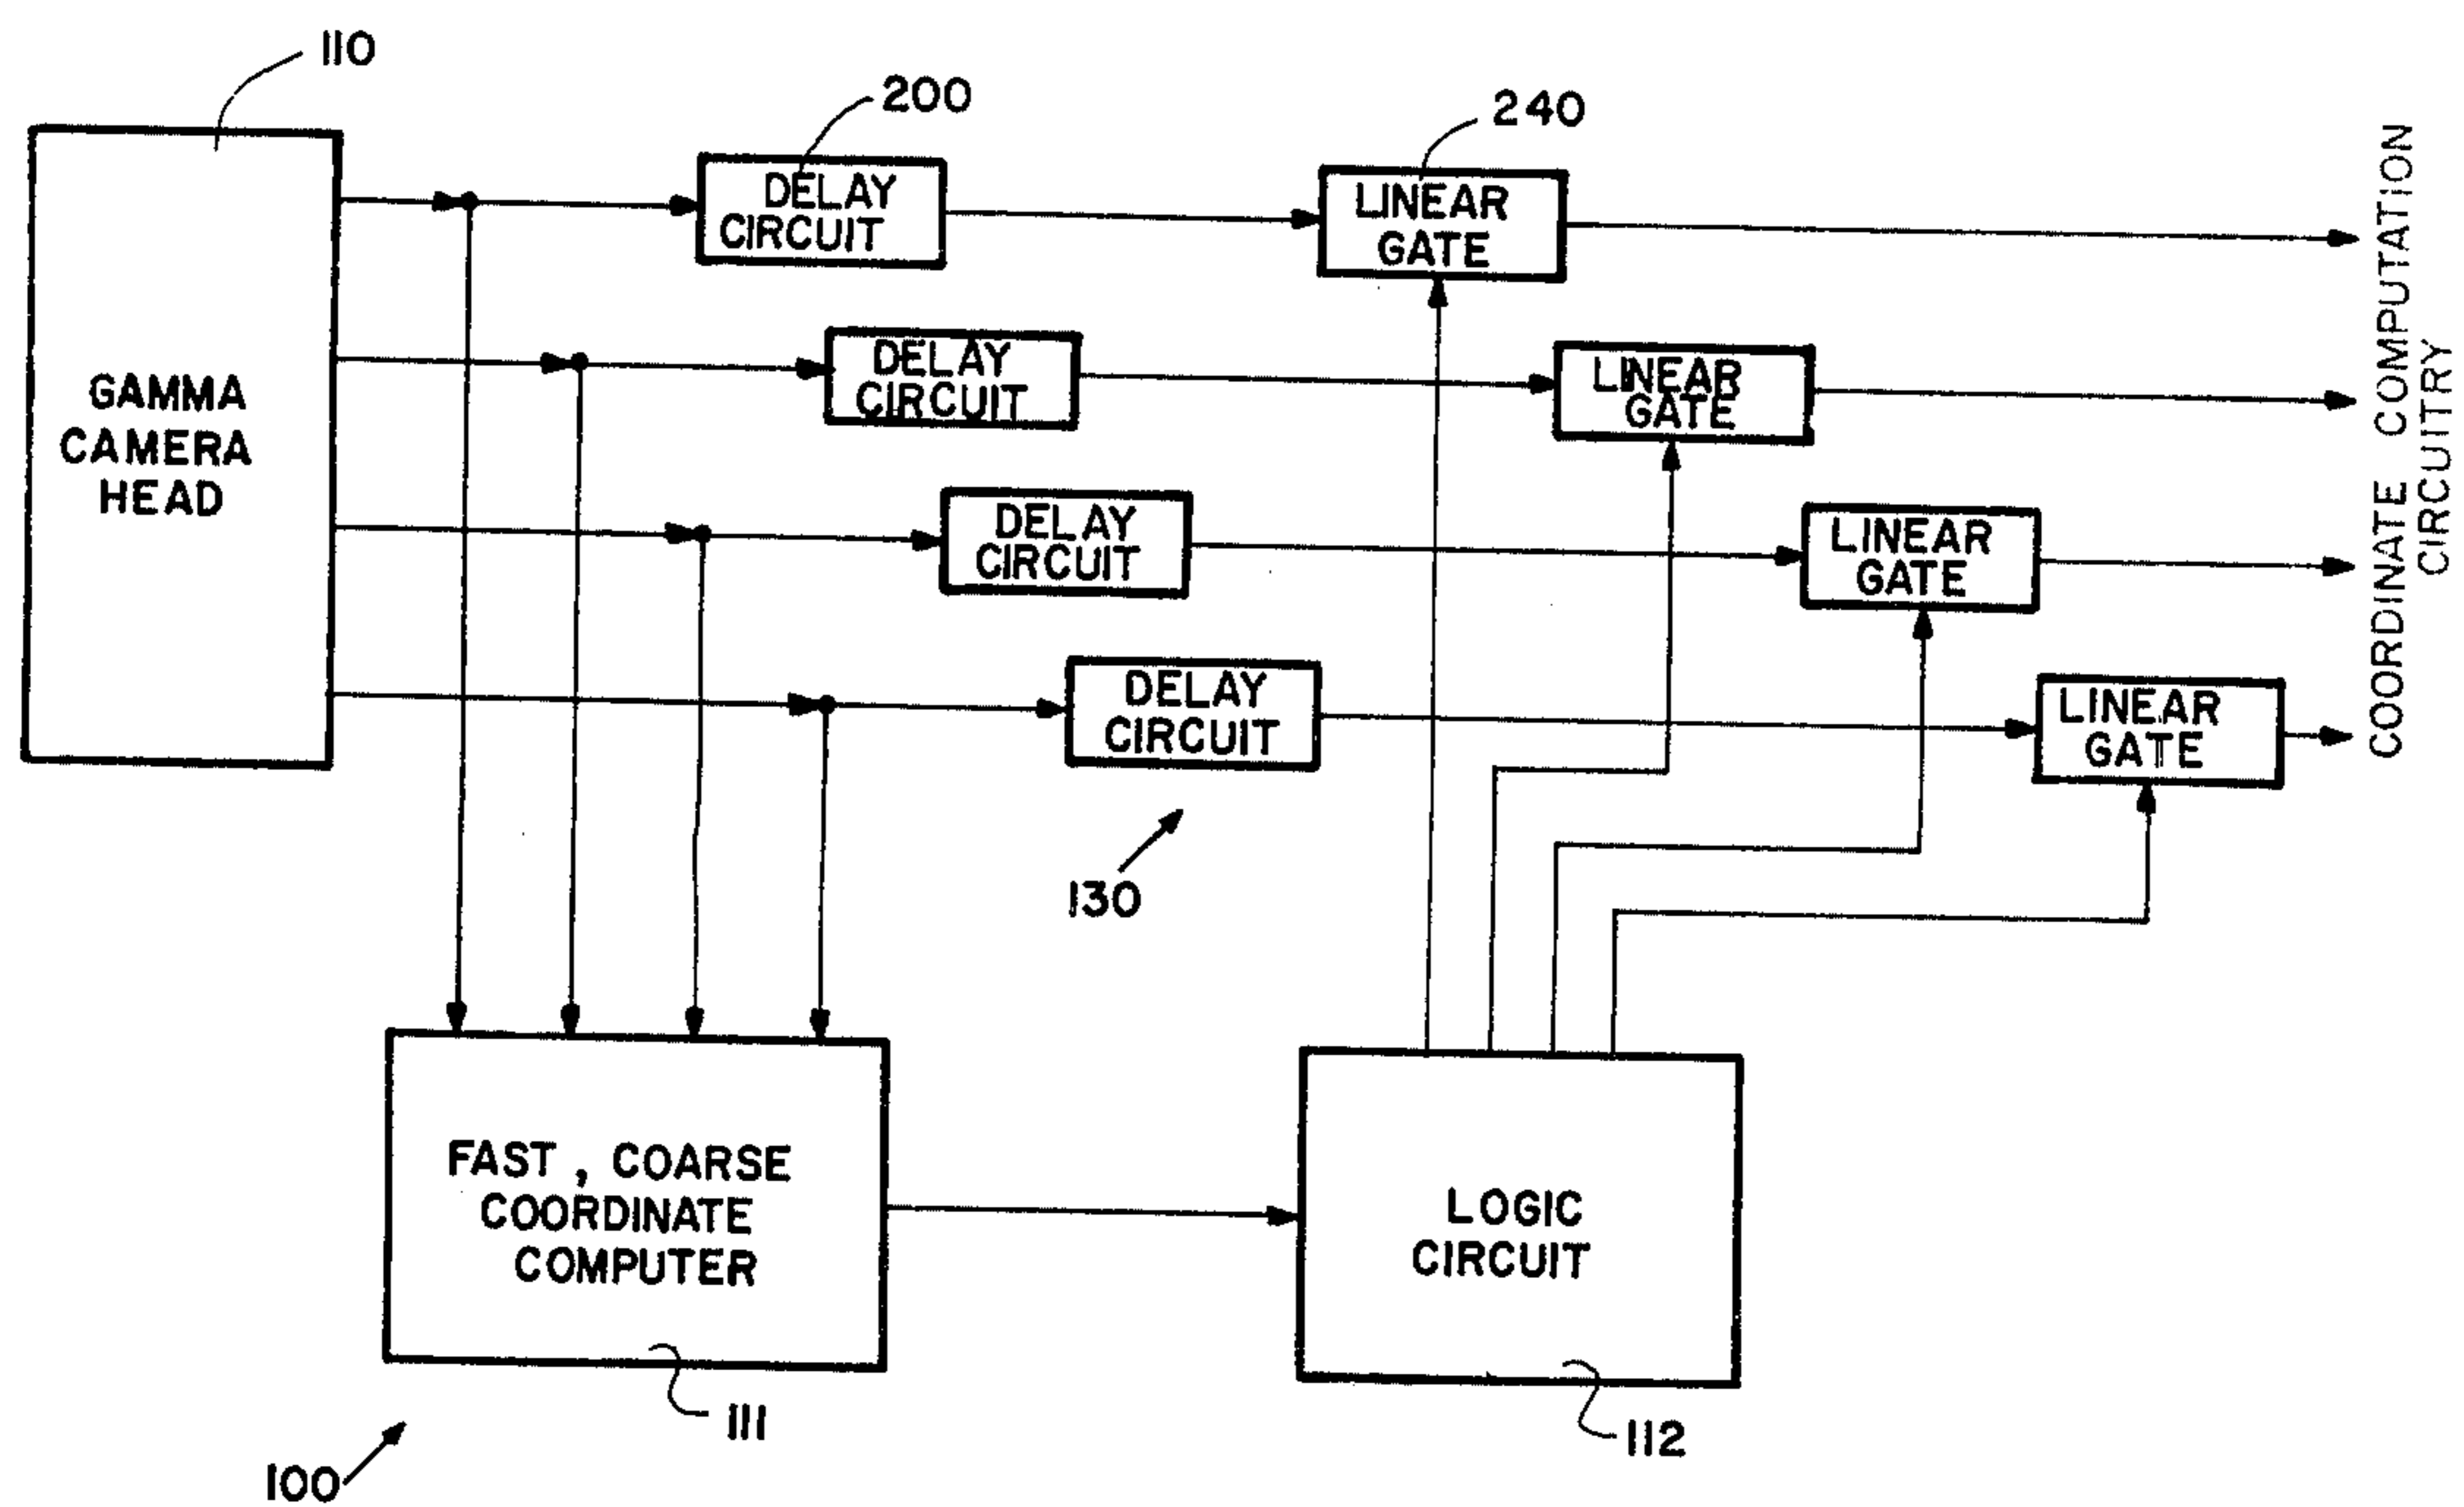 110
200
240
DELAY
CIRCUIT
LINEAR
GATE
DELAY
CIRCUIT
LINEAR
GATE
GAMMA
CAMERA
HEAD
DELAY
CIRCUIT
LINEAR
GATE
DELAY
CIRCUIT
LINEAR
GATE
COORDINATE COMPUTATION
CIRCUITRY
130
FAST, COARSE
COORDINATE
COMPUTER
LOGIC
CIRCUIT
111
112
100